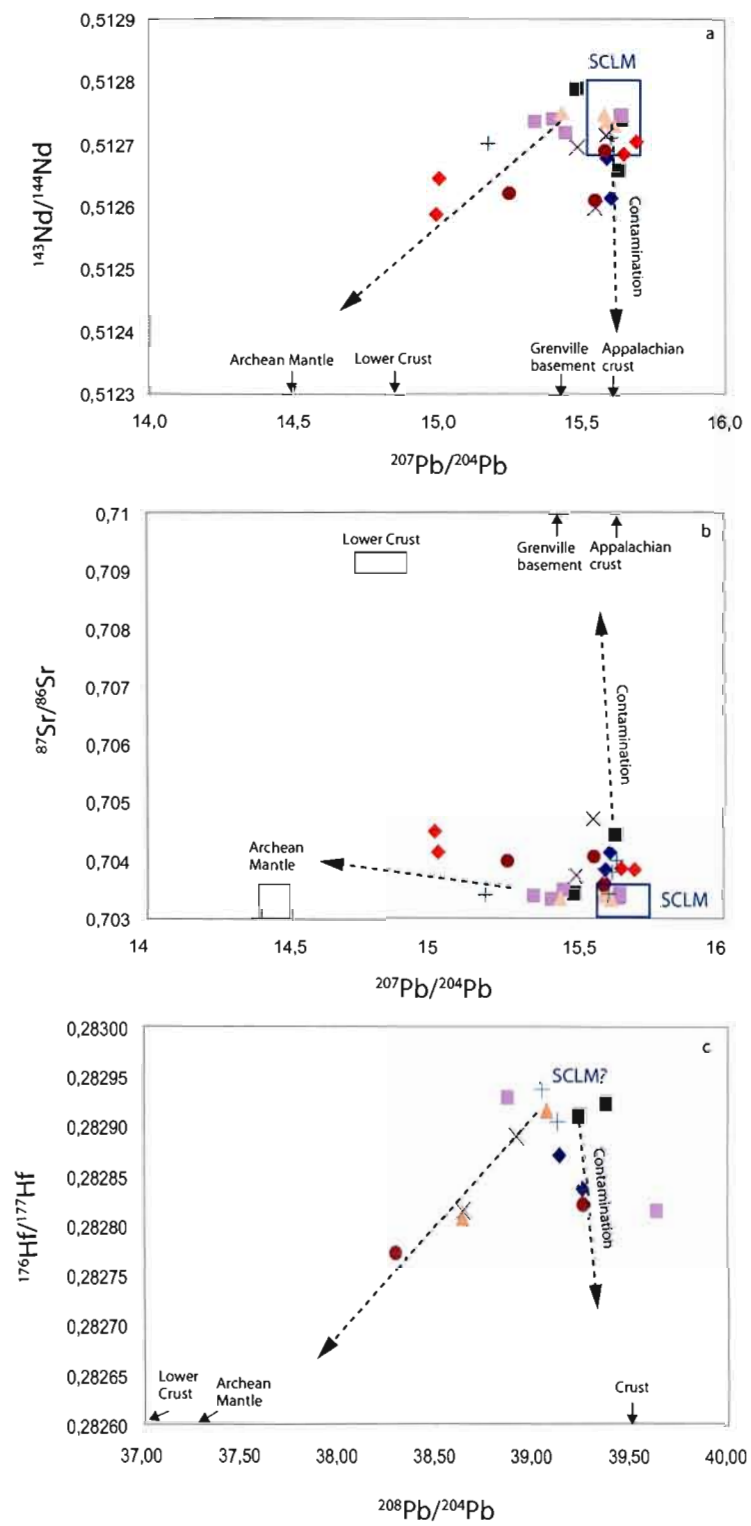 0,5129
a
SCLM
0,5128
0,5127
0,5126
0,5125
0,5124
0,5123
¹⁴³Nd/¹⁴⁴Nd
Contamination
Archean Mantle
Lower Crust
Grenville basement
Appalachian crust
14,0
14,5
15,0
15,5
16,0
²⁰⁷Pb/²⁰⁴Pb
0,71
b
Lower Crust
Grenville basement
Appalachian crust
0,709
0,708
0,707
0,706
0,705
0,704
0,703
⁸⁷Sr/⁸⁶Sr
Contamination
Archean
Mantle
SCLM
14
14,5
15
15,5
16
²⁰⁷Pb/²⁰⁴Pb
0,28300
c
SCLM?
0,28295
0,28290
0,28285
0,28280
0,28275
0,28270
0,28265
0,28260
¹⁷⁶Hf/¹⁷⁷Hf
Contamination
Lower
Crust
Archean
Mantle
Crust
37,00
37,50
38,00
38,50
39,00
39,50
40,00
²⁰⁸Pb/²⁰⁴Pb